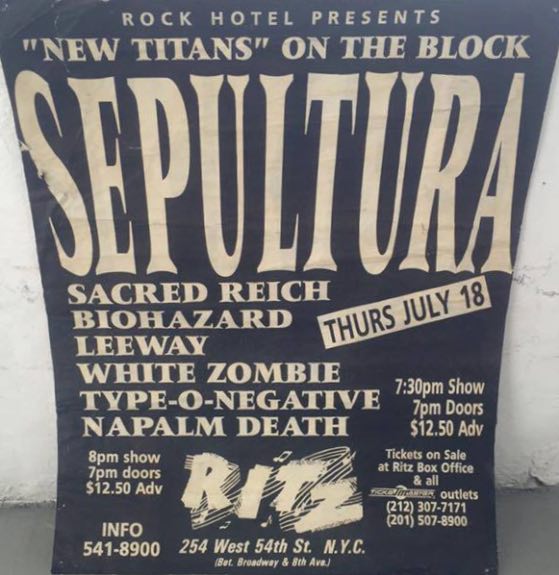 ROCK HOTEL PRESENTS
"NEW TITANS" ON THE BLOCK
SEPULTURA
SACRED REICH
BIOHAZARD
LEEWAY
WHITE ZOMBIE
TYPE-O-NEGATIVE
NAPALM DEATH
THURS JULY 18
7:30pm Show
7pm Doors
$12.50 Adv
8pm show
7pm doors
$12.50 Adv
INFO
541-8900
RITZ
254 West 54th St. N.Y.C.
(Bet. Broadway & 8th Ave.)
Tickets on Sale
at Ritz Box Office
& all
TICKETMASTER outlets
(212) 307-7171
(201) 507-8900